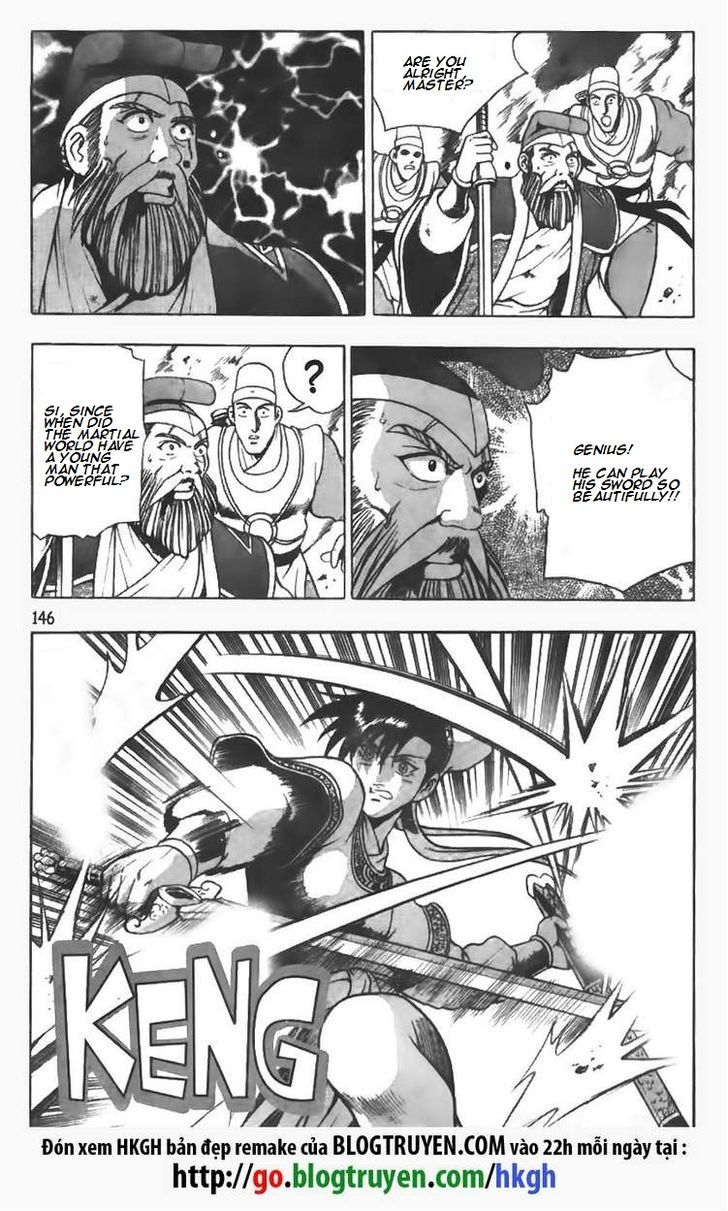 ARE YOU
ALRIGHT,
MASTER?
SI, SINCE
WHEN DID
THE MARTIAL
WORLD HAVE
A YOUNG
MAN THAT
POWERFUL?
?
GENIUS!
HE CAN PLAY
HIS SWORD SO
BEAUTIFULLY!!
146
KENG
Đón xem HKGH bản đẹp remake của BLOGTRUYEN.COM vào 22h mỗi ngày tại :
http://go.blogtruyen.com/hkgh